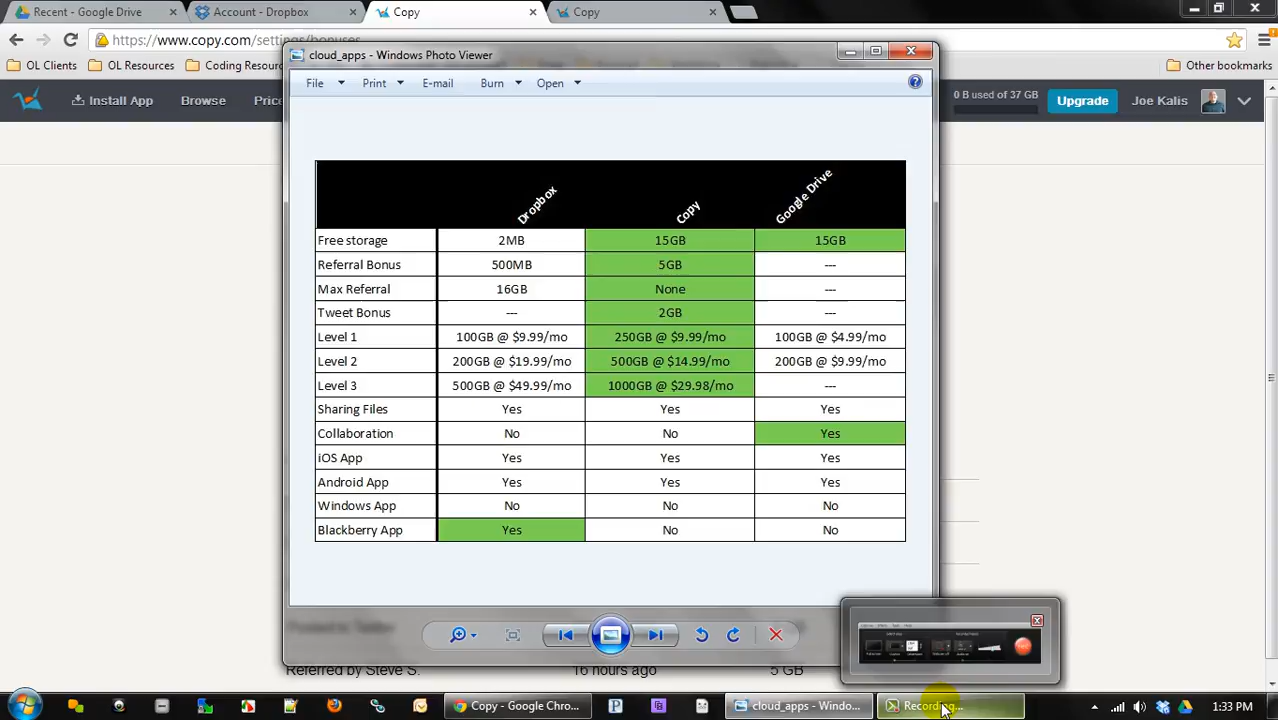 Recent - Google Drive
Account - Dropbox
Copy
Copy
https://www.copy.com/settings/bonuses
OL Clients
OL Resources
Other bookmarks
cloud_apps - Windows Photo Viewer
File
Print
E-mail
Burn
Open
Install App
Browse
0 B used of 37 GB
Upgrade
Joe Kalis
Dropbox
Copy
Google Drive
Free storage 2MB 15GB 15GB
Referral Bonus 500MB 5GB ---
Max Referral 16GB None ---
Tweet Bonus --- 2GB ---
Level 1 100GB @ $9.99/mo 250GB @ $9.99/mo 100GB @ $4.99/mo
Level 2 200GB @ $19.99/mo 500GB @ $14.99/mo 200GB @ $9.99/mo
Level 3 500GB @ $49.99/mo 1000GB @ $29.98/mo ---
Sharing Files Yes Yes Yes
Collaboration No No Yes
iOS App Yes Yes Yes
Android App Yes Yes Yes
Windows App No No No
Blackberry App Yes No No
Referred by Steve S. 16 hours ago 5 GB
Copy - Google Chro...
cloud_apps - Windo...
Recording...
1:33 PM